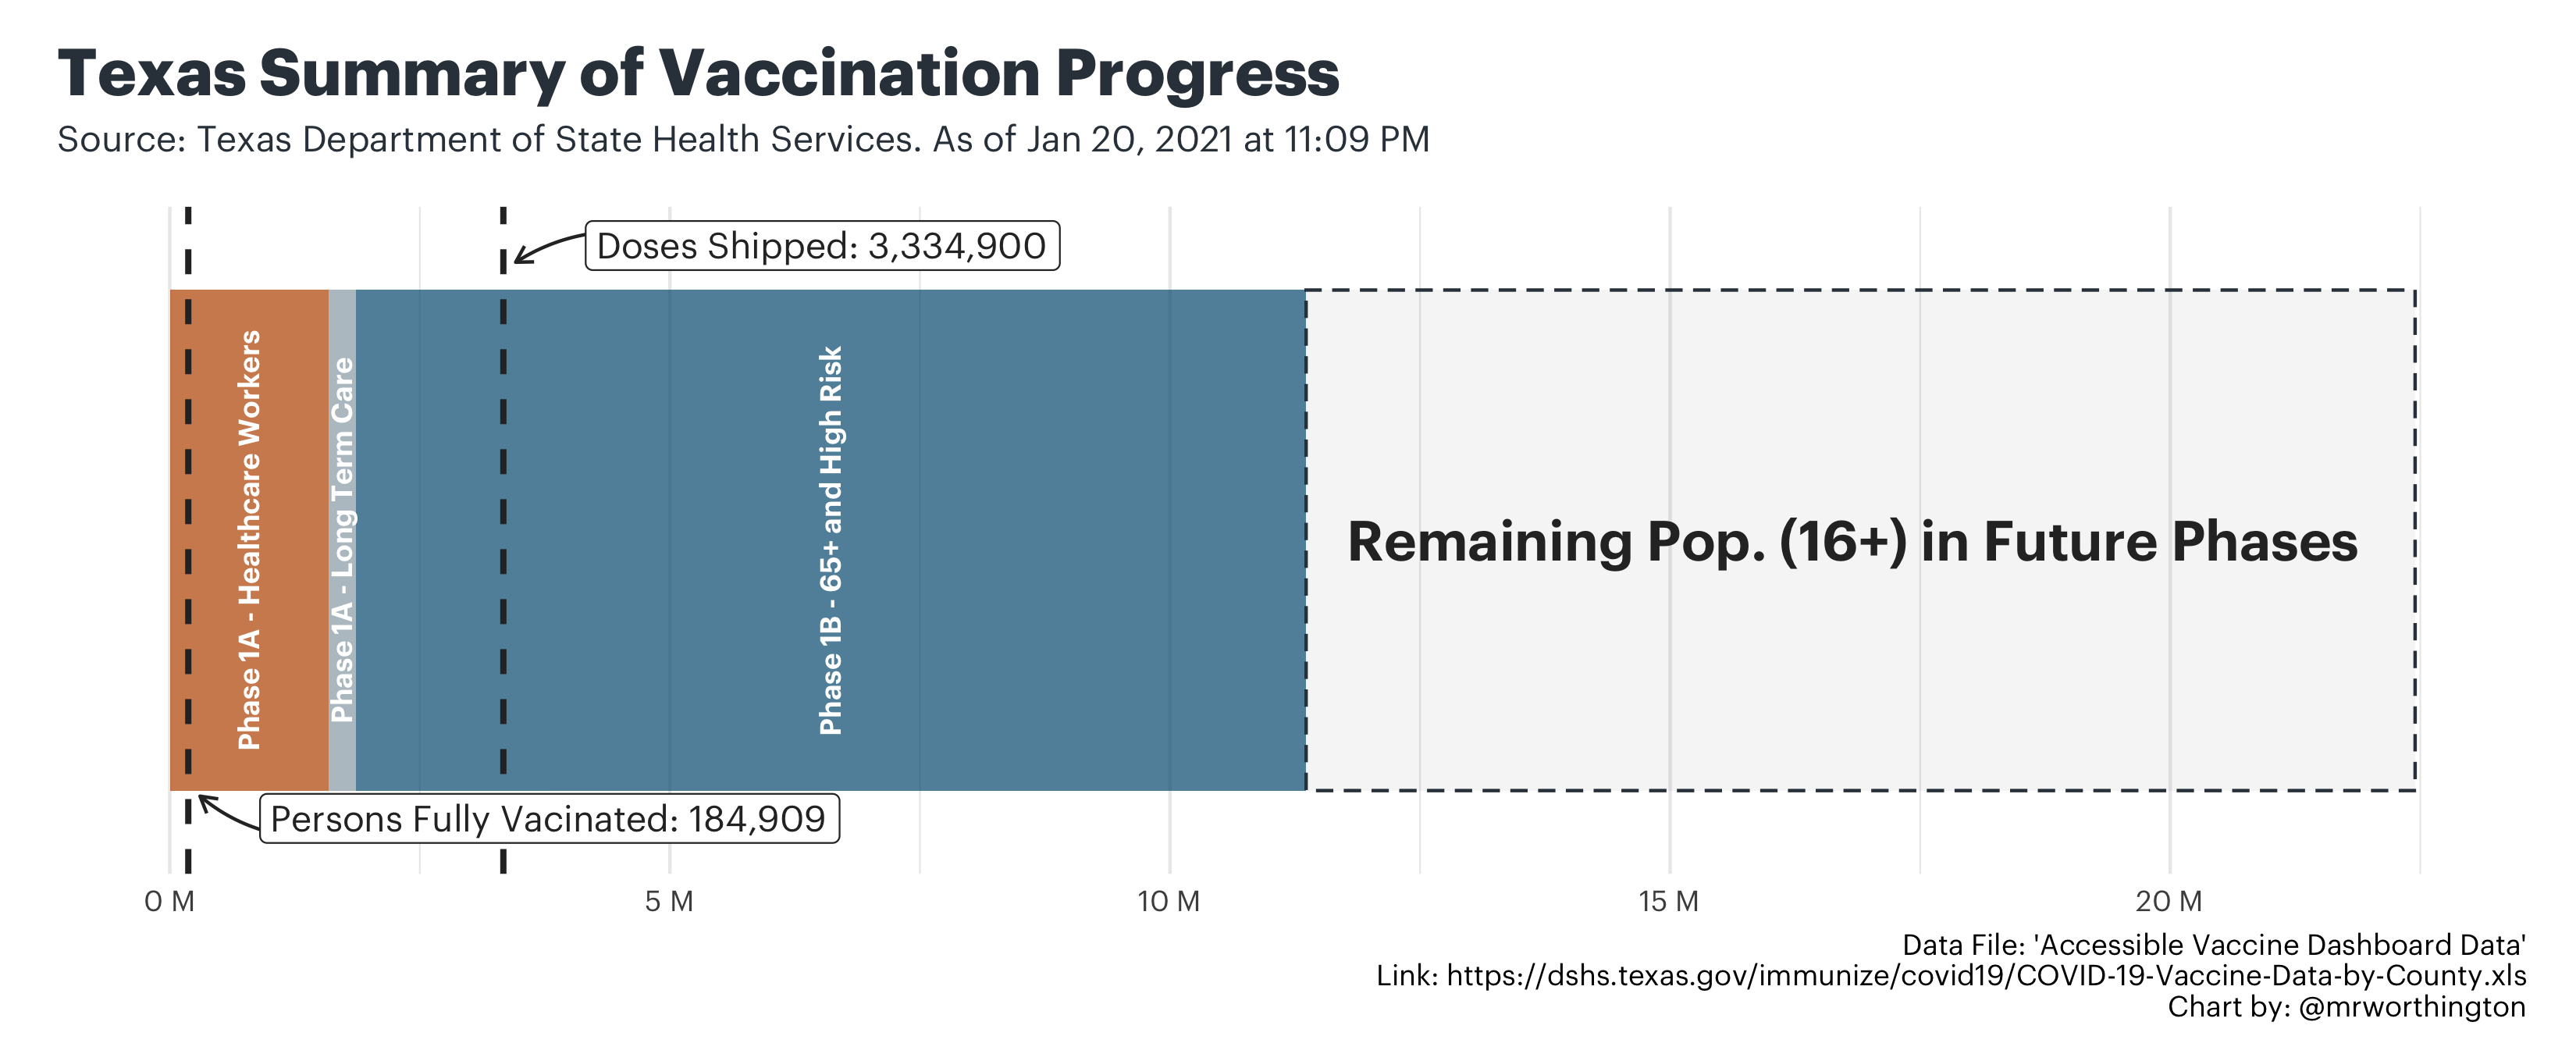 Texas Summary of Vaccination Progress
Source: Texas Department of State Health Services. As of Jan 20, 2021 at 11:09 PM
Doses Shipped: 3,334,900
Phase 1A - Healthcare Workers
Phase 1A - Long Term Care
Phase 1B - 65+ and High Risk
Remaining Pop. (16+) in Future Phases
Persons Fully Vacinated: 184,909
0 M
5 M
10 M
15 M
20 M
Data File: 'Accessible Vaccine Dashboard Data'
Link: https://dshs.texas.gov/immunize/covid19/COVID-19-Vaccine-Data-by-County.xls
Chart by: @mrworthington